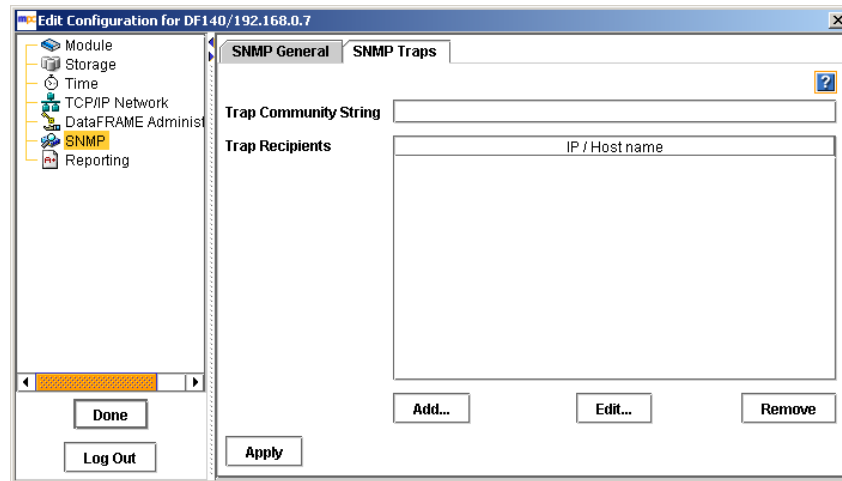 Edit Configuration for DF140/192.168.0.7
Module
Storage
Time
TCP/IP Network
DataFRAME Administ
SNMP
Reporting
Done
Log Out
SNMP General
SNMP Traps
?
Trap Community String
Trap Recipients
IP / Host name
Add...
Edit...
Remove
Apply